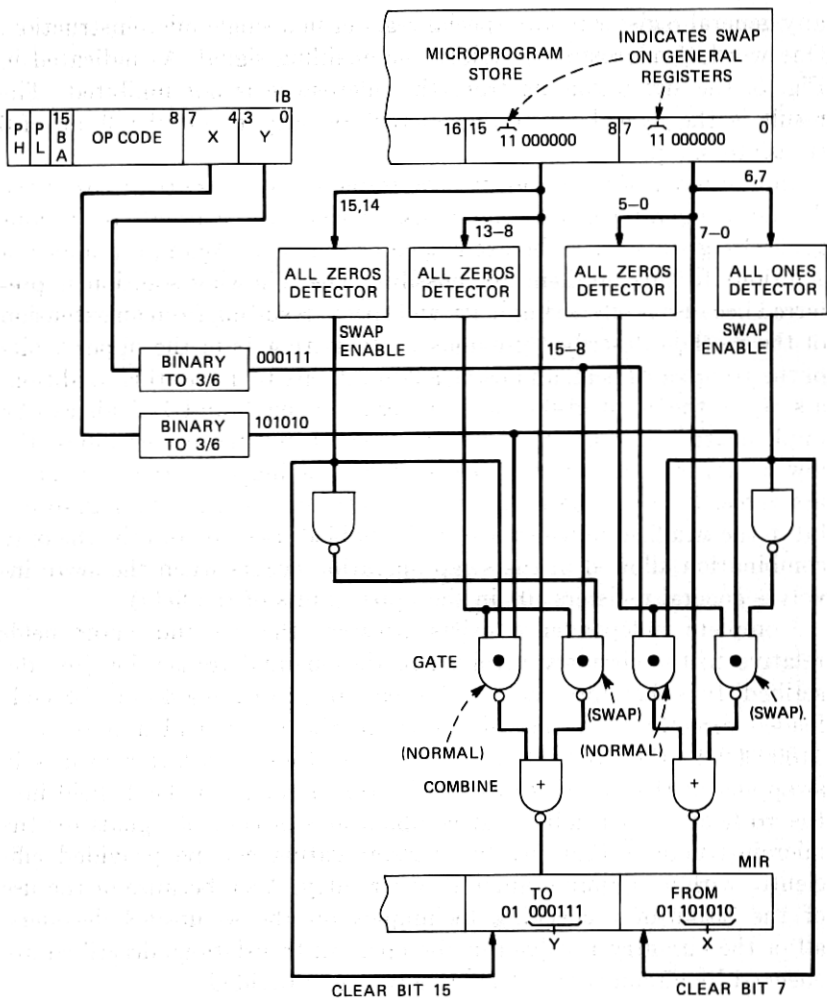 MICROPROGRAM STORE
INDICATES SWAP ON GENERAL REGISTERS
IB
PH
PL
15 BA
OP CODE 8
7 X 4
3 Y 0
16
15 11 000000 8
7 11 000000 0
15,14
13–8
5–0
7–0
6,7
ALL ZEROS DETECTOR
ALL ZEROS DETECTOR
ALL ZEROS DETECTOR
ALL ONES DETECTOR
SWAP ENABLE
SWAP ENABLE
15–8
BINARY TO 3/6
000111
BINARY TO 3/6
101010
GATE
(NORMAL)
(SWAP)
(NORMAL)
(SWAP).
COMBINE
+
+
MIR
TO
01 000111
Y
FROM
01 101010
X
CLEAR BIT 15
CLEAR BIT 7